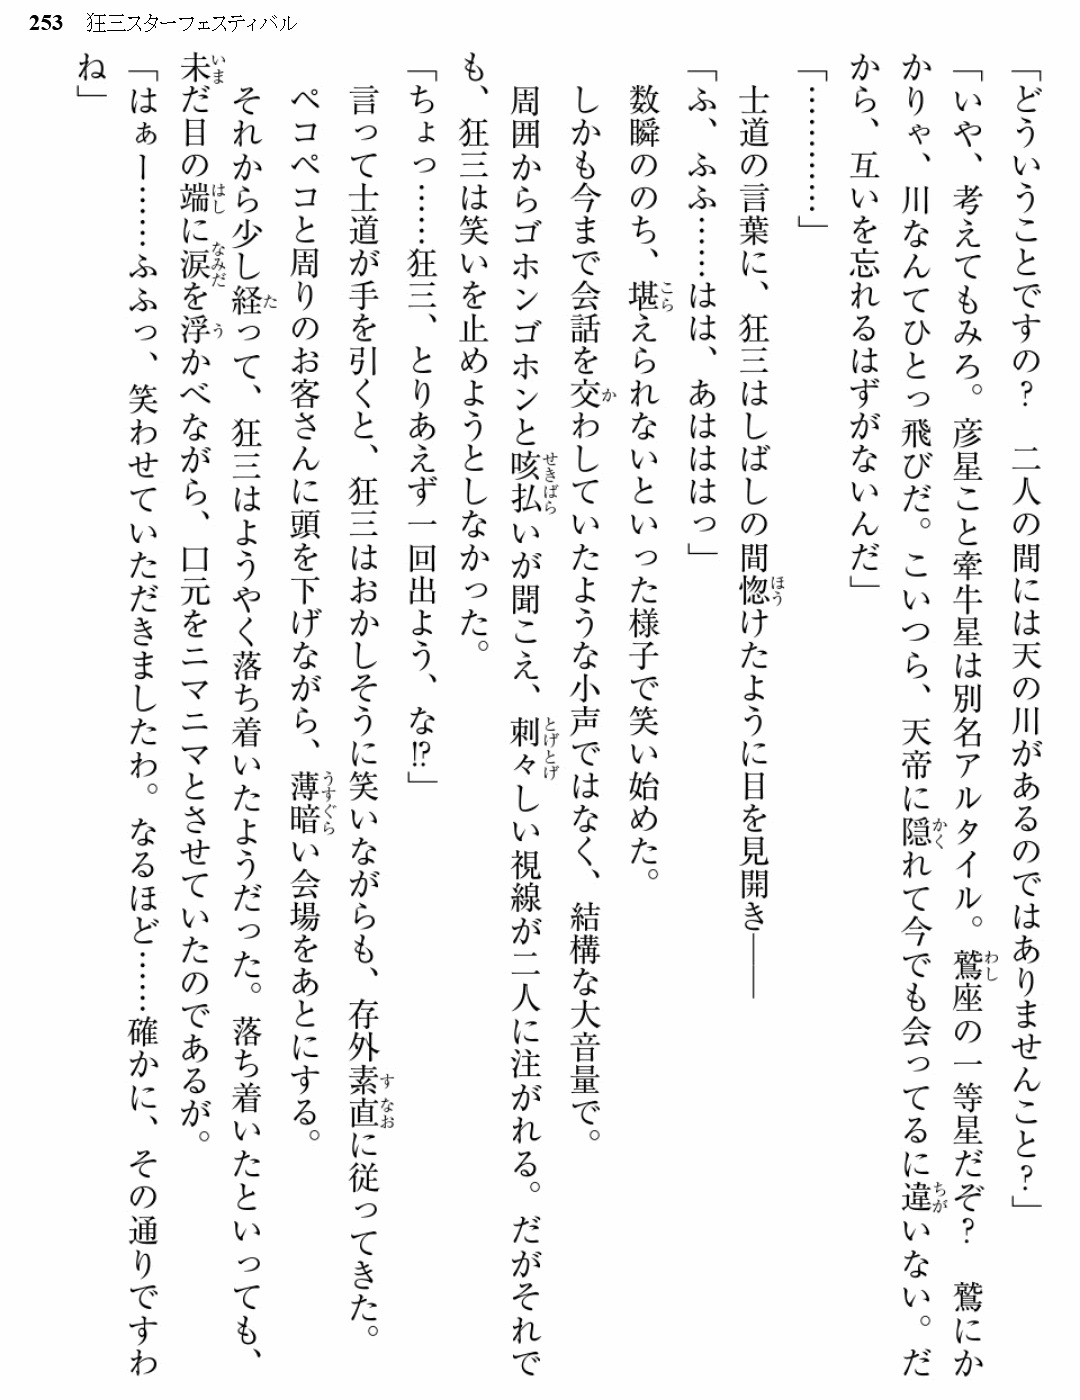 253 狂三スターフェスティバル
「どういうことですの？　二人の間には天の川があるのではありませんこと？」
「いや、考えてもみろ。彦星こと牽牛星は別名アルタイル。鷲座の一等星だぞ？　鷲にか
かりゃ、川なんてひとっ飛びだ。こいつら、天帝に隠れて今でも会ってるに違いない。だ
から、互いを忘れるはずがないんだ」
「…………」
　士道の言葉に、狂三はしばしの間惚けたように目を見開き――
「ふ、ふふ……はは、あはははっ」
　数瞬ののち、堪えられないといった様子で笑い始めた。
　しかも今まで会話を交わしていたような小声ではなく、結構な大音量で。
　周囲からゴホンゴホンと咳払いが聞こえ、刺々しい視線が二人に注がれる。だがそれで
も、狂三は笑いを止めようとしなかった。
「ちょっ……狂三、とりあえず一回出よう、な!?」
　言って士道が手を引くと、狂三はおかしそうに笑いながらも、存外素直に従ってきた。
　ペコペコと周りのお客さんに頭を下げながら、薄暗い会場をあとにする。
　それから少し経って、狂三はようやく落ち着いたようだった。落ち着いたといっても、
未だ目の端に涙を浮かべながら、口元をニマニマとさせていたのであるが。
「はぁー……ふふっ、笑わせていただきましたわ。なるほど……確かに、その通りですわ
ね」